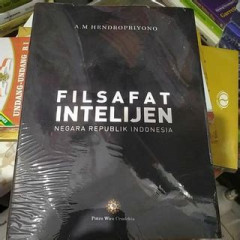 A M HENDROPRIYONO
FILSAFAT
INTELIJEN
NEGARA REPUBLIK INDONESIA
UNDANG-UNDANG R.I